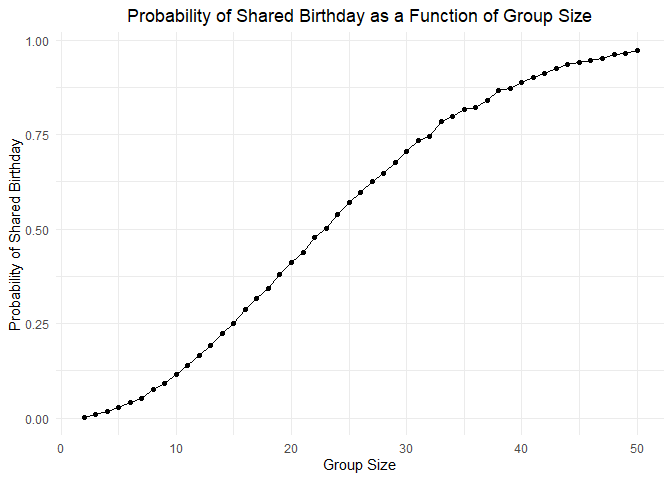 Probability of Shared Birthday as a Function of Group Size
1.00
0.75
0.50
0.25
0.00
Probability of Shared Birthday
0 10 20 30 40 50
Group Size